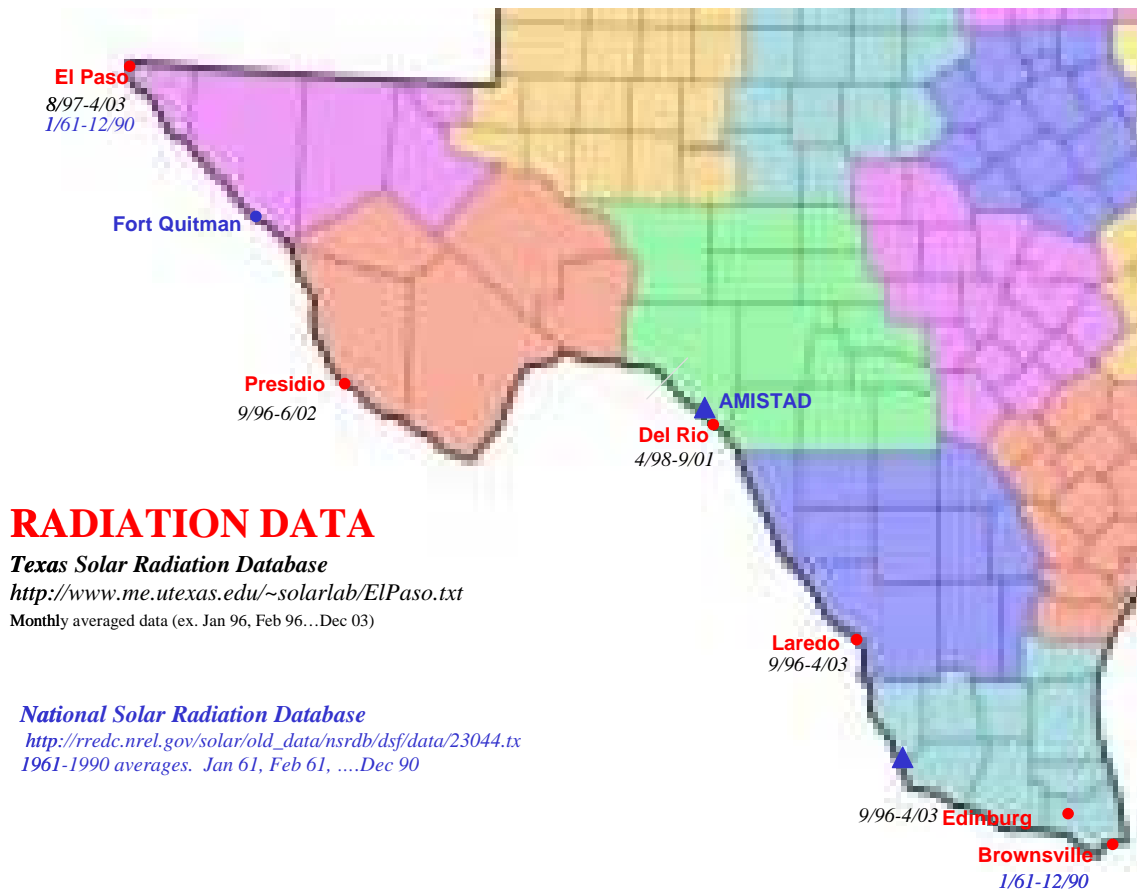 El Paso
8/97-4/03
1/61-12/90
Fort Quitman
Presidio
9/96-6/02
AMISTAD
Del Rio
4/98-9/01
RADIATION DATA
Texas Solar Radiation Database
http://www.me.utexas.edu/~solarlab/ElPaso.txt
Monthly averaged data (ex. Jan 96, Feb 96…Dec 03)
Laredo
9/96-4/03
National Solar Radiation Database
http://rredc.nrel.gov/solar/old_data/nsrdb/dsf/data/23044.tx
1961-1990 averages. Jan 61, Feb 61, ....Dec 90
9/96-4/03 Edinburg
Brownsville
1/61-12/90